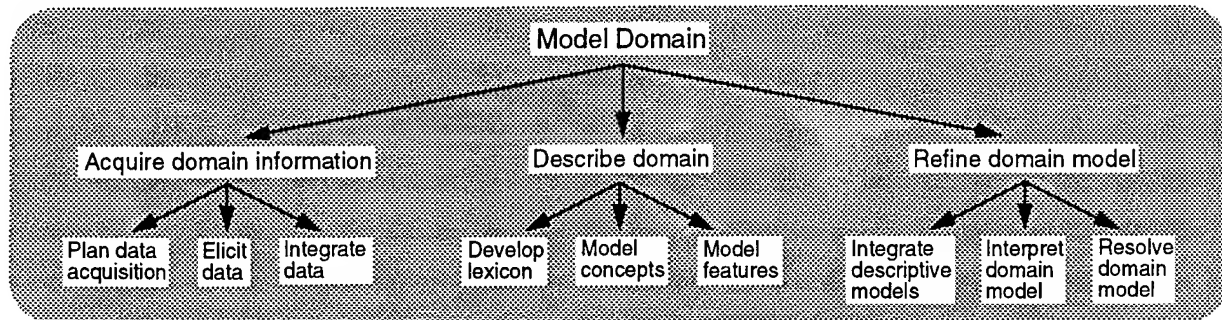 Model Domain
Acquire domain information
Describe domain
Refine domain model
Plan data
acquisition
Elicit
data
Integrate
data
Develop
lexicon
Model
concepts
Model
features
Integrate
descriptive
models
Interpret
domain
model
Resolve
domain
model